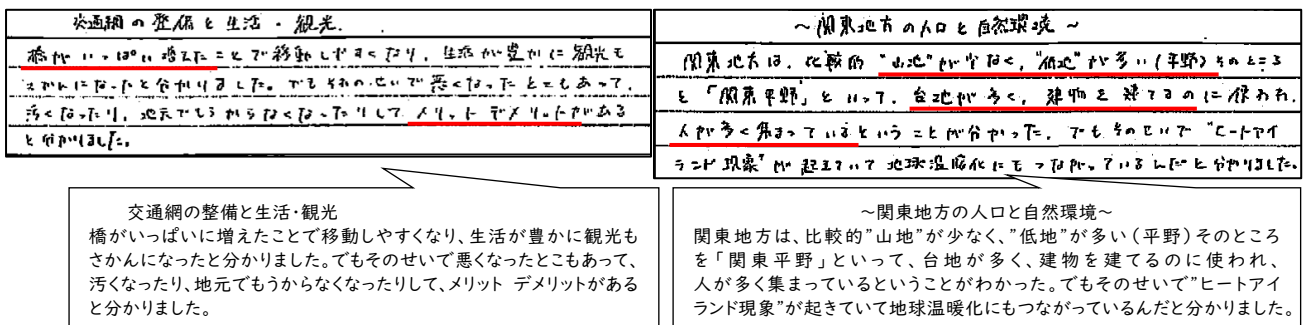 交通網の整備と生活・観光.
橋がいっぱい増えたことで移動しやすくなり、生活が豊かに観光も
さかんになったと分かりました。でもそのせいで悪くなったとこもあって、
汚くなったり、地元でもうからなくなったりして、メリット デメリットがある
と分かりました。
交通網の整備と生活・観光
橋がいっぱいに増えたことで移動しやすくなり、生活が豊かに観光も
さかんになったと分かりました。でもそのせいで悪くなったとこもあって、
汚くなったり、地元でもうからなくなったりして、メリット デメリットがある
と分かりました。
～関東地方の人口と自然環境～
関東地方は、比較的"山地"が少なく、"低地"が多い(平野)そのところ
を「関東平野」といって、台地が多く、建物を建てるのに使われ、
人が多く集まっているということが分かった。でもそのせいで"ヒートアイ
ランド現象"が起きていて地球温暖化にもつながっているんだと分かりました。
～関東地方の人口と自然環境～
関東地方は、比較的"山地"が少なく、"低地"が多い(平野)そのところ
を「関東平野」といって、台地が多く、建物を建てるのに使われ、
人が多く集まっているということがわかった。でもそのせいで"ヒートアイ
ランド現象"が起きていて地球温暖化にもつながっているんだと分かりました。